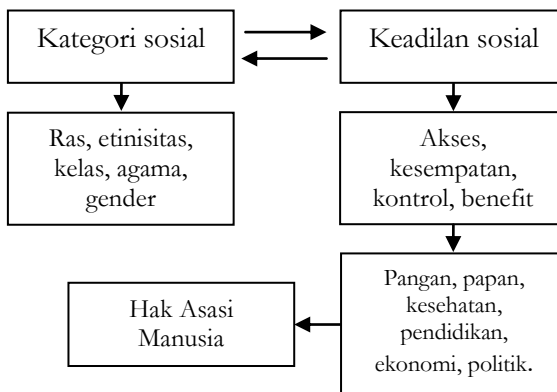 Kategori sosial
Keadilan sosial
Ras, etinisitas,
kelas, agama,
gender
Akses,
kesempatan,
kontrol, benefit
Pangan, papan,
kesehatan,
pendidikan,
ekonomi, politik.
Hak Asasi
Manusia